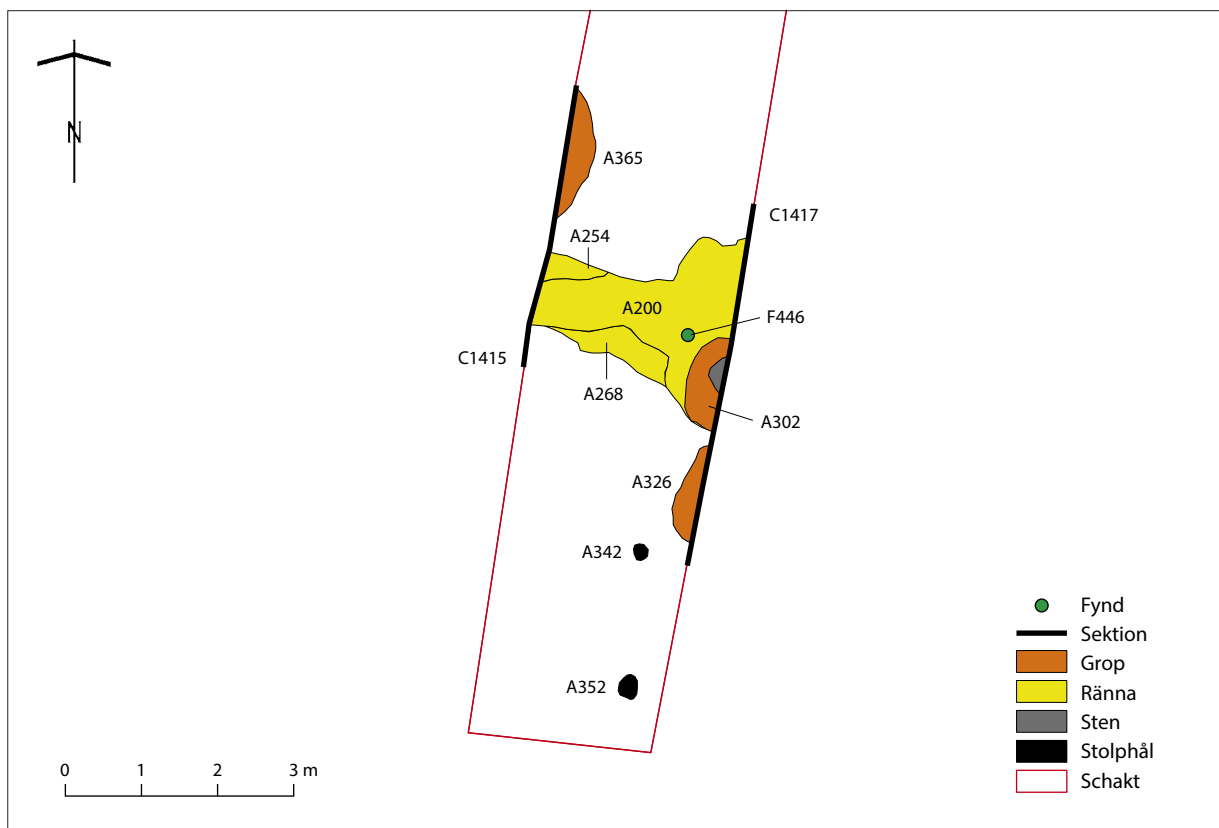 N
A365
C1417
A254
A200
F446
C1415
A268
A302
A326
A342
A352
Fynd
Sektion
Grop
Ränna
Sten
Stolphål
Schakt
0 1 2 3 m